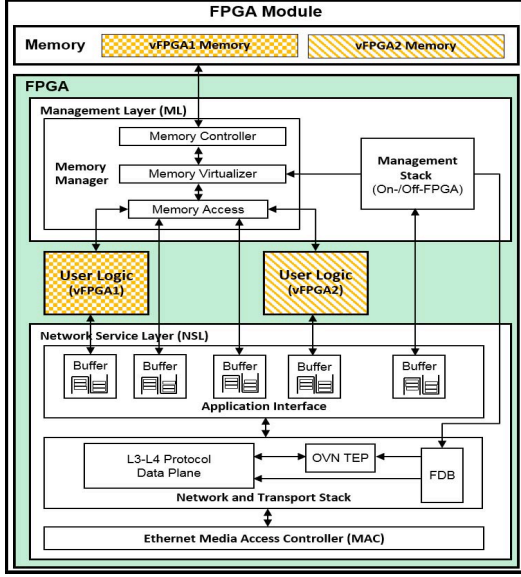 FPGA Module
Memory
vFPGA1 Memory
vFPGA2 Memory
FPGA
Management Layer (ML)
Memory Controller
Memory
Manager
Memory Virtualizer
Memory Access
Management
Stack
(On-/Off-FPGA)
User Logic
(vFPGA1)
User Logic
(vFPGA2)
Network Service Layer (NSL)
Buffer
Buffer
Buffer
Buffer
Buffer
Application Interface
L3-L4 Protocol
Data Plane
OVN TEP
FDB
Network and Transport Stack
Ethernet Media Access Controller (MAC)